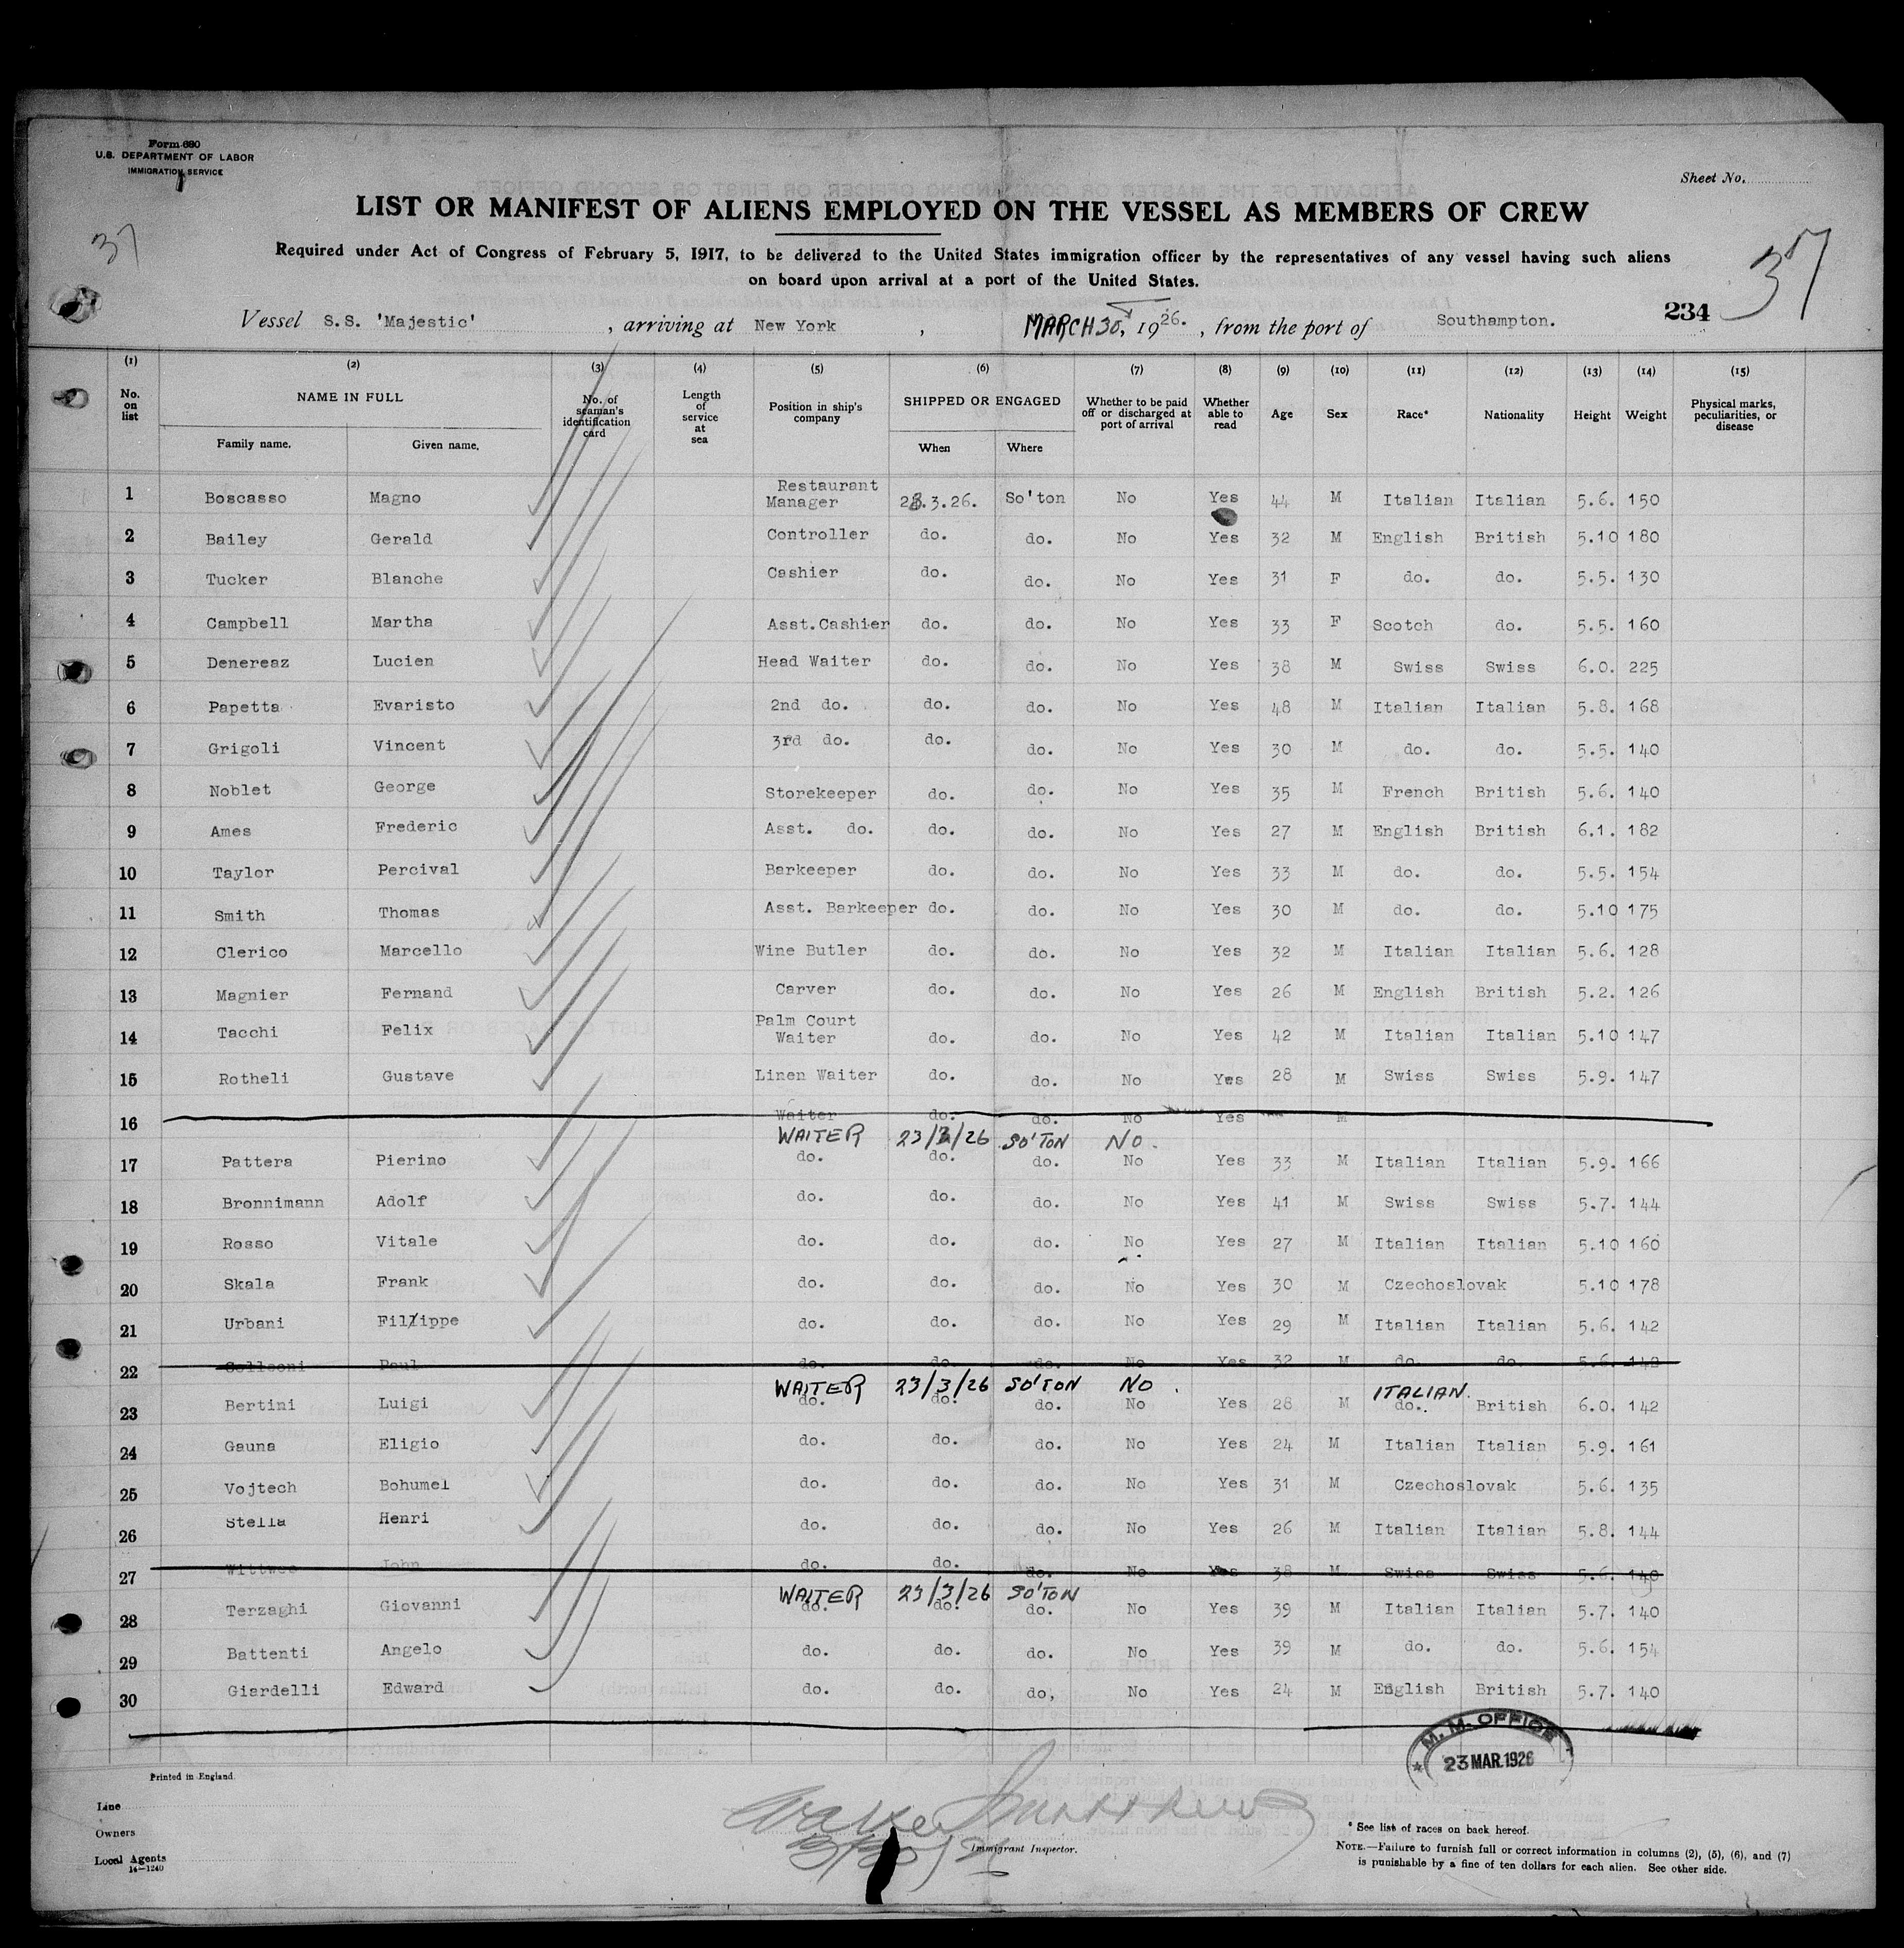 Form 680
U.S. DEPARTMENT OF LABOR
IMMIGRATION SERVICE
Sheet No.
LIST OR MANIFEST OF ALIENS EMPLOYED ON THE VESSEL AS MEMBERS OF CREW
37
Required under Act of Congress of February 5, 1917, to be delivered to the United States immigration officer by the representatives of any vessel having such aliens
on board upon arrival at a port of the United States.
37
234
Vessel S.S. 'Majestic' , arriving at New York , MARCH 30, 1926. , from the port of Southampton.
(1) (2) (3) (4) (5) (6) (7) (8) (9) (10) (11) (12) (13) (14) (15)
No. on list NAME IN FULL No. of seaman's identification card Length of service at sea Position in ship's company SHIPPED OR ENGAGED Whether to be paid off or discharged at port of arrival Whether able to read Age Sex Race* Nationality Height Weight Physical marks, peculiarities, or disease
Family name. Given name. When Where
1 Boscasso Magno Restaurant Manager 23.3.26. So'ton No Yes 44 M Italian Italian 5.6. 150
2 Bailey Gerald Controller do. do. No Yes 32 M English British 5.10 180
3 Tucker Blanche Cashier do. do. No Yes 31 F do. do. 5.5. 130
4 Campbell Martha Asst.Cashier do. do. No Yes 33 F Scotch do. 5.5. 160
5 Denereaz Lucien Head Waiter do. do. No Yes 38 M Swiss Swiss 6.0. 225
6 Papetta Evaristo 2nd do. do. do. No Yes 48 M Italian Italian 5.8. 168
7 Grigoli Vincent 3rd do. do. do. No Yes 30 M do. do. 5.5. 140
8 Noblet George Storekeeper do. do. No Yes 35 M French British 5.6. 140
9 Ames Frederic Asst. do. do. do. No Yes 27 M English British 6.1. 182
10 Taylor Percival Barkeeper do. do. No Yes 33 M do. do. 5.5. 154
11 Smith Thomas Asst. Barkeeper do. do. No Yes 30 M do. do. 5.10 175
12 Clerico Marcello Wine Butler do. do. No Yes 32 M Italian Italian 5.6. 128
13 Magnier Fernand Carver do. do. No Yes 26 M English British 5.2. 126
14 Tacchi Felix Palm Court Waiter do. do. No Yes 42 M Italian Italian 5.10 147
15 Rotheli Gustave Linen Waiter do. do. No Yes 28 M Swiss Swiss 5.9. 147
16 Waiter do. do. No Yes M
WAITER 23/3/26 SO'TON NO.
17 Pattera Pierino do. do. do. No Yes 33 M Italian Italian 5.9. 166
18 Bronnimann Adolf do. do. do. No Yes 41 M Swiss Swiss 5.7. 144
19 Rosso Vitale do. do. do. No Yes 27 M Italian Italian 5.10 160
20 Skala Frank do. do. do. No Yes 30 M Czechoslovak 5.10 178
21 Urbani Fillippe do. do. do. No Yes 29 M Italian Italian 5.6. 142
22 Colleoni Paul do. do. do. No Yes 32 M do. do. 5.6. 142
WAITER 23/3/26 SO'TON NO. ITALIAN.
23 Bertini Luigi do. do. do. No Yes 28 M do. British 6.0. 142
24 Gauna Eligio do. do. do. No Yes 24 M Italian Italian 5.9. 161
25 Vojtech Bohumel do. do. do. No Yes 31 M Czechoslovak 5.6. 135
26 Stella Henri do. do. do. No Yes 26 M Italian Italian 5.8. 144
27 Wittwee John do. do. do. No Yes 38 M Swiss Swiss 5.6. 140
WAITER 23/3/26 SO'TON
28 Terzaghi Giovanni do. do. do. No Yes 39 M Italian Italian 5.7. 140
29 Battenti Angelo do. do. do. No Yes 39 M do. do. 5.6. 154
30 Giardelli Edward do. do. do, No Yes 24 M English British 5.7. 140
M. M. OFFICE
23 MAR. 1926
Printed in England.
Line
Owners
Local Agents
14—1240
3/30/26
Immigrant Inspector.
* See list of races on back hereof.
NOTE.—Failure to furnish full or correct information in columns (2), (5), (6), and (7)
is punishable by a fine of ten dollars for each alien. See other side.